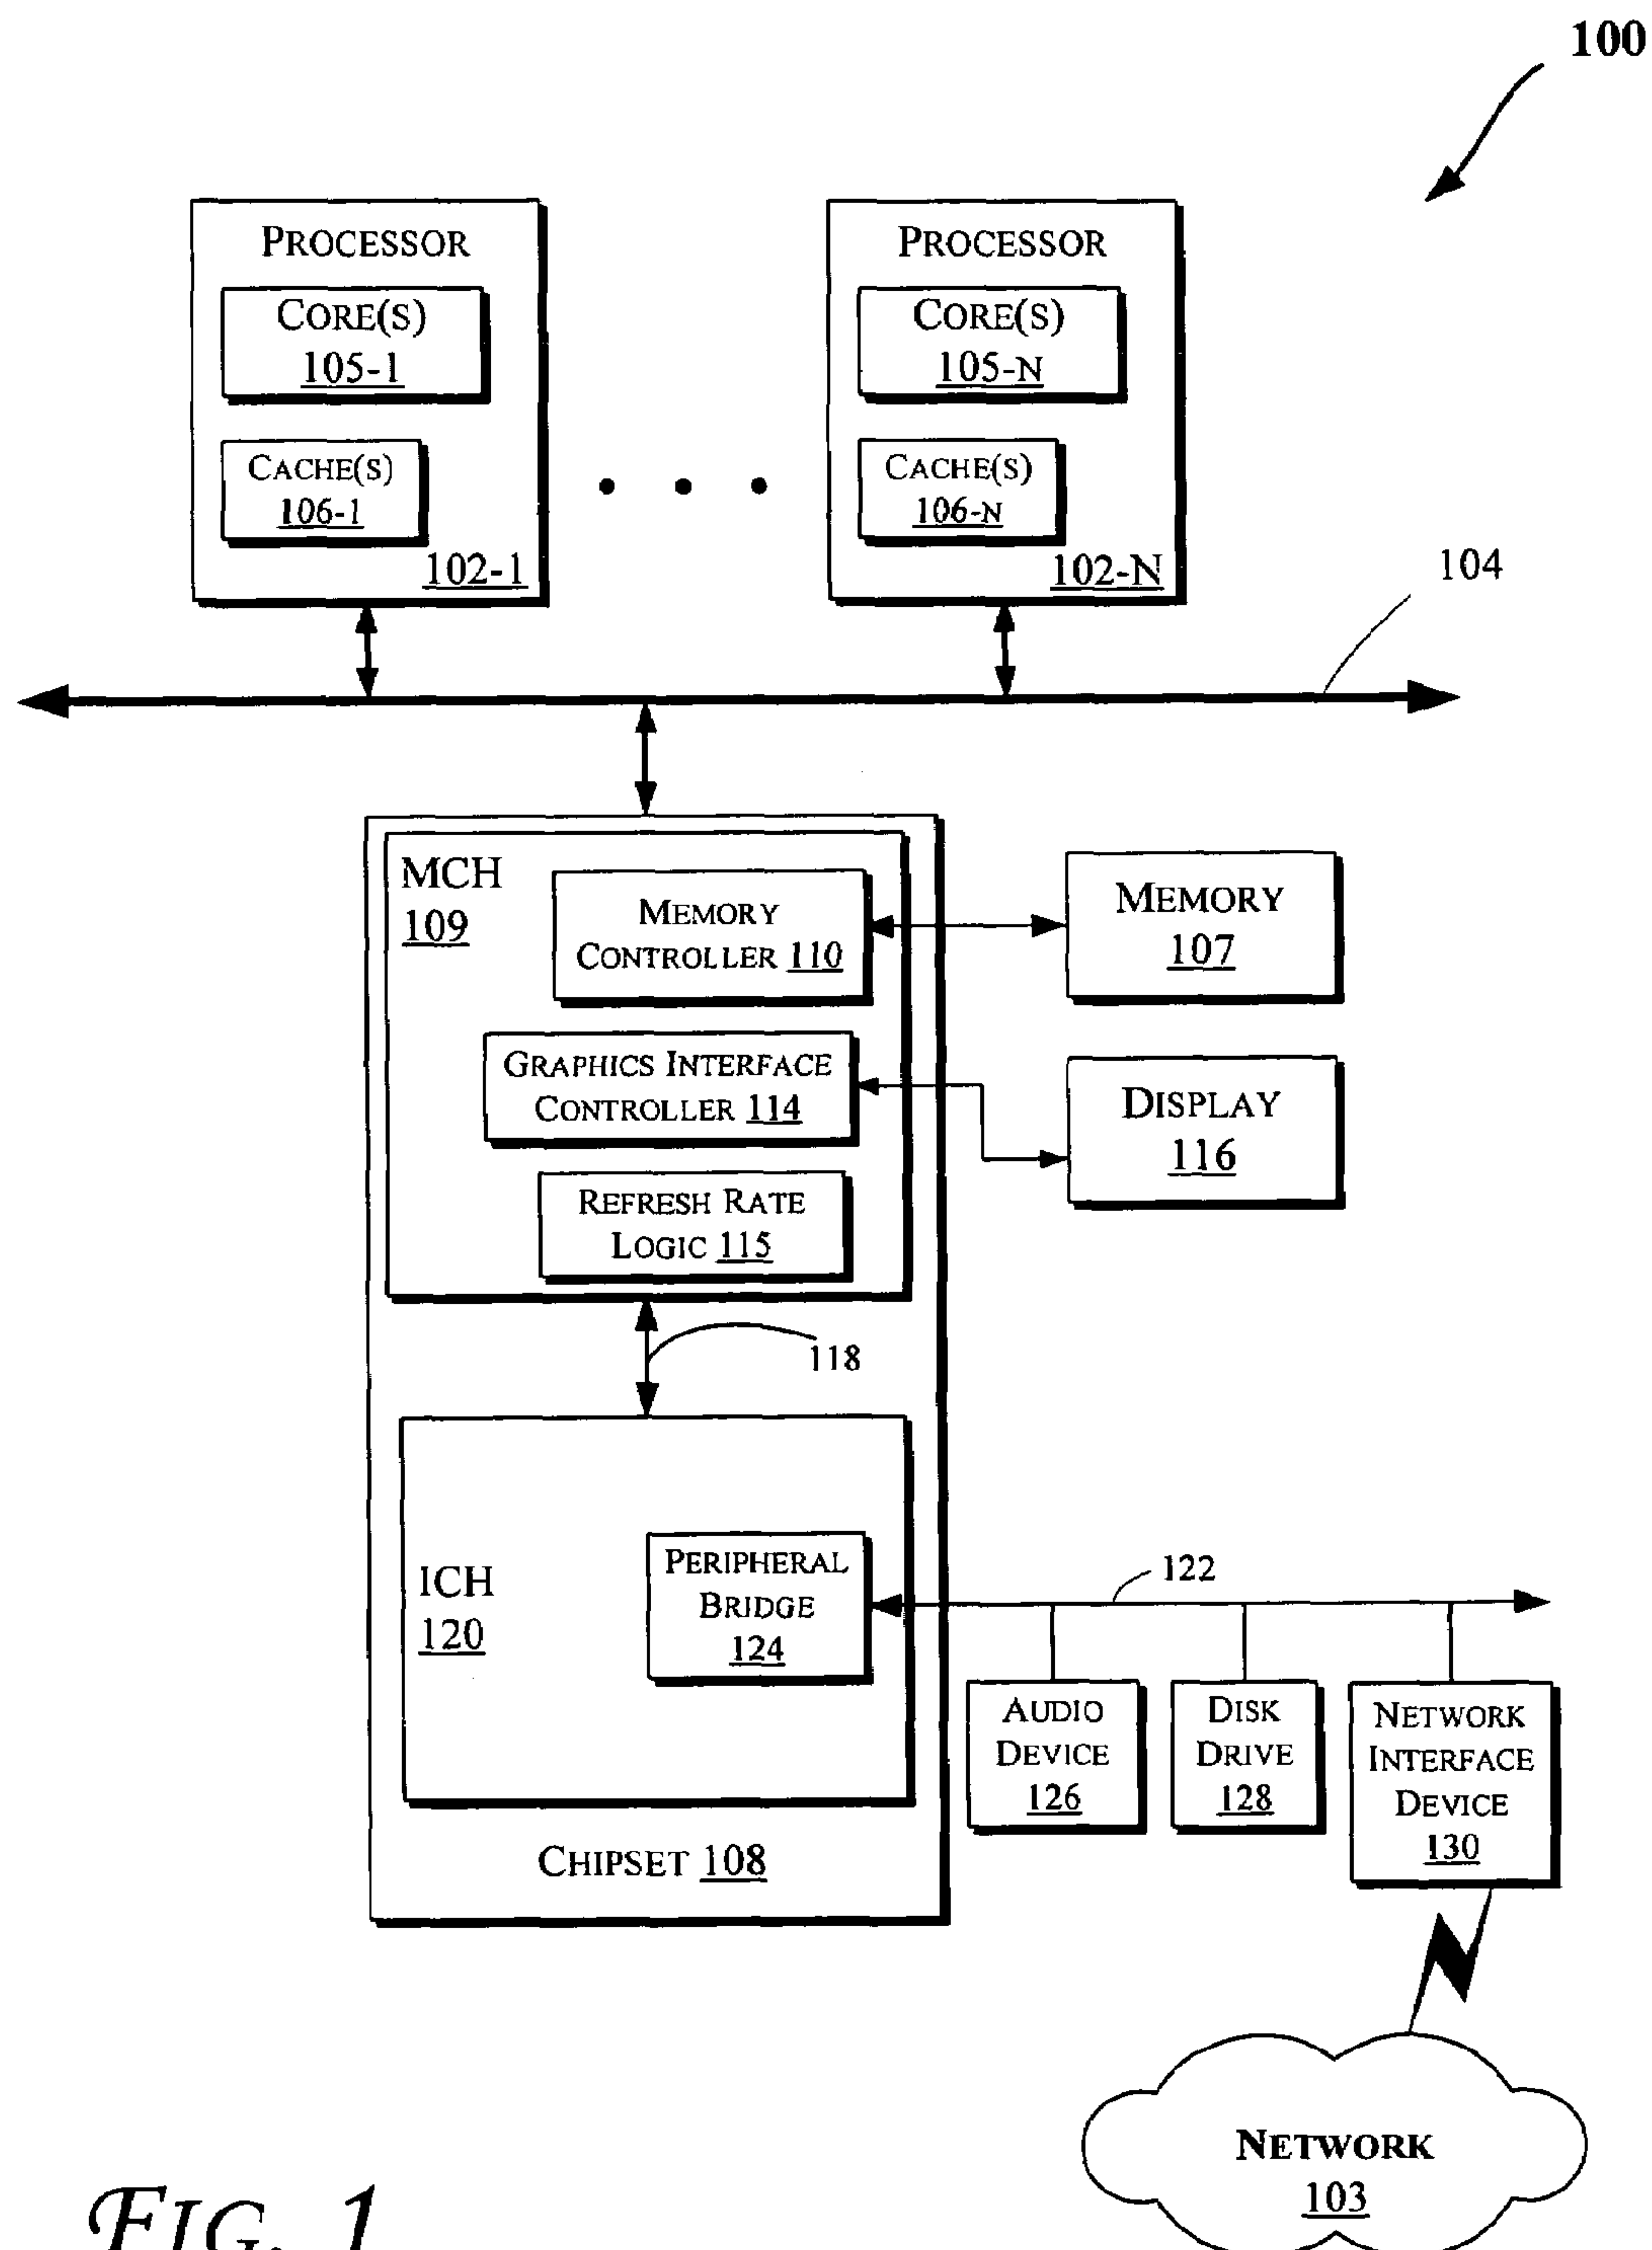 100
PROCESSOR
CORE(S)
105-1
CACHE(S)
106-1
102-1
PROCESSOR
CORE(S)
105-N
CACHE(S)
106-N
102-N
104
MCH
109
MEMORY
CONTROLLER 110
MEMORY
107
GRAPHICS INTERFACE
CONTROLLER 114
DISPLAY
116
REFRESH RATE
LOGIC 115
118
ICH
120
PERIPHERAL
BRIDGE
124
122
AUDIO
DEVICE
126
DISK
DRIVE
128
NETWORK
INTERFACE
DEVICE
130
CHIPSET 108
NETWORK
103
FIG. 1